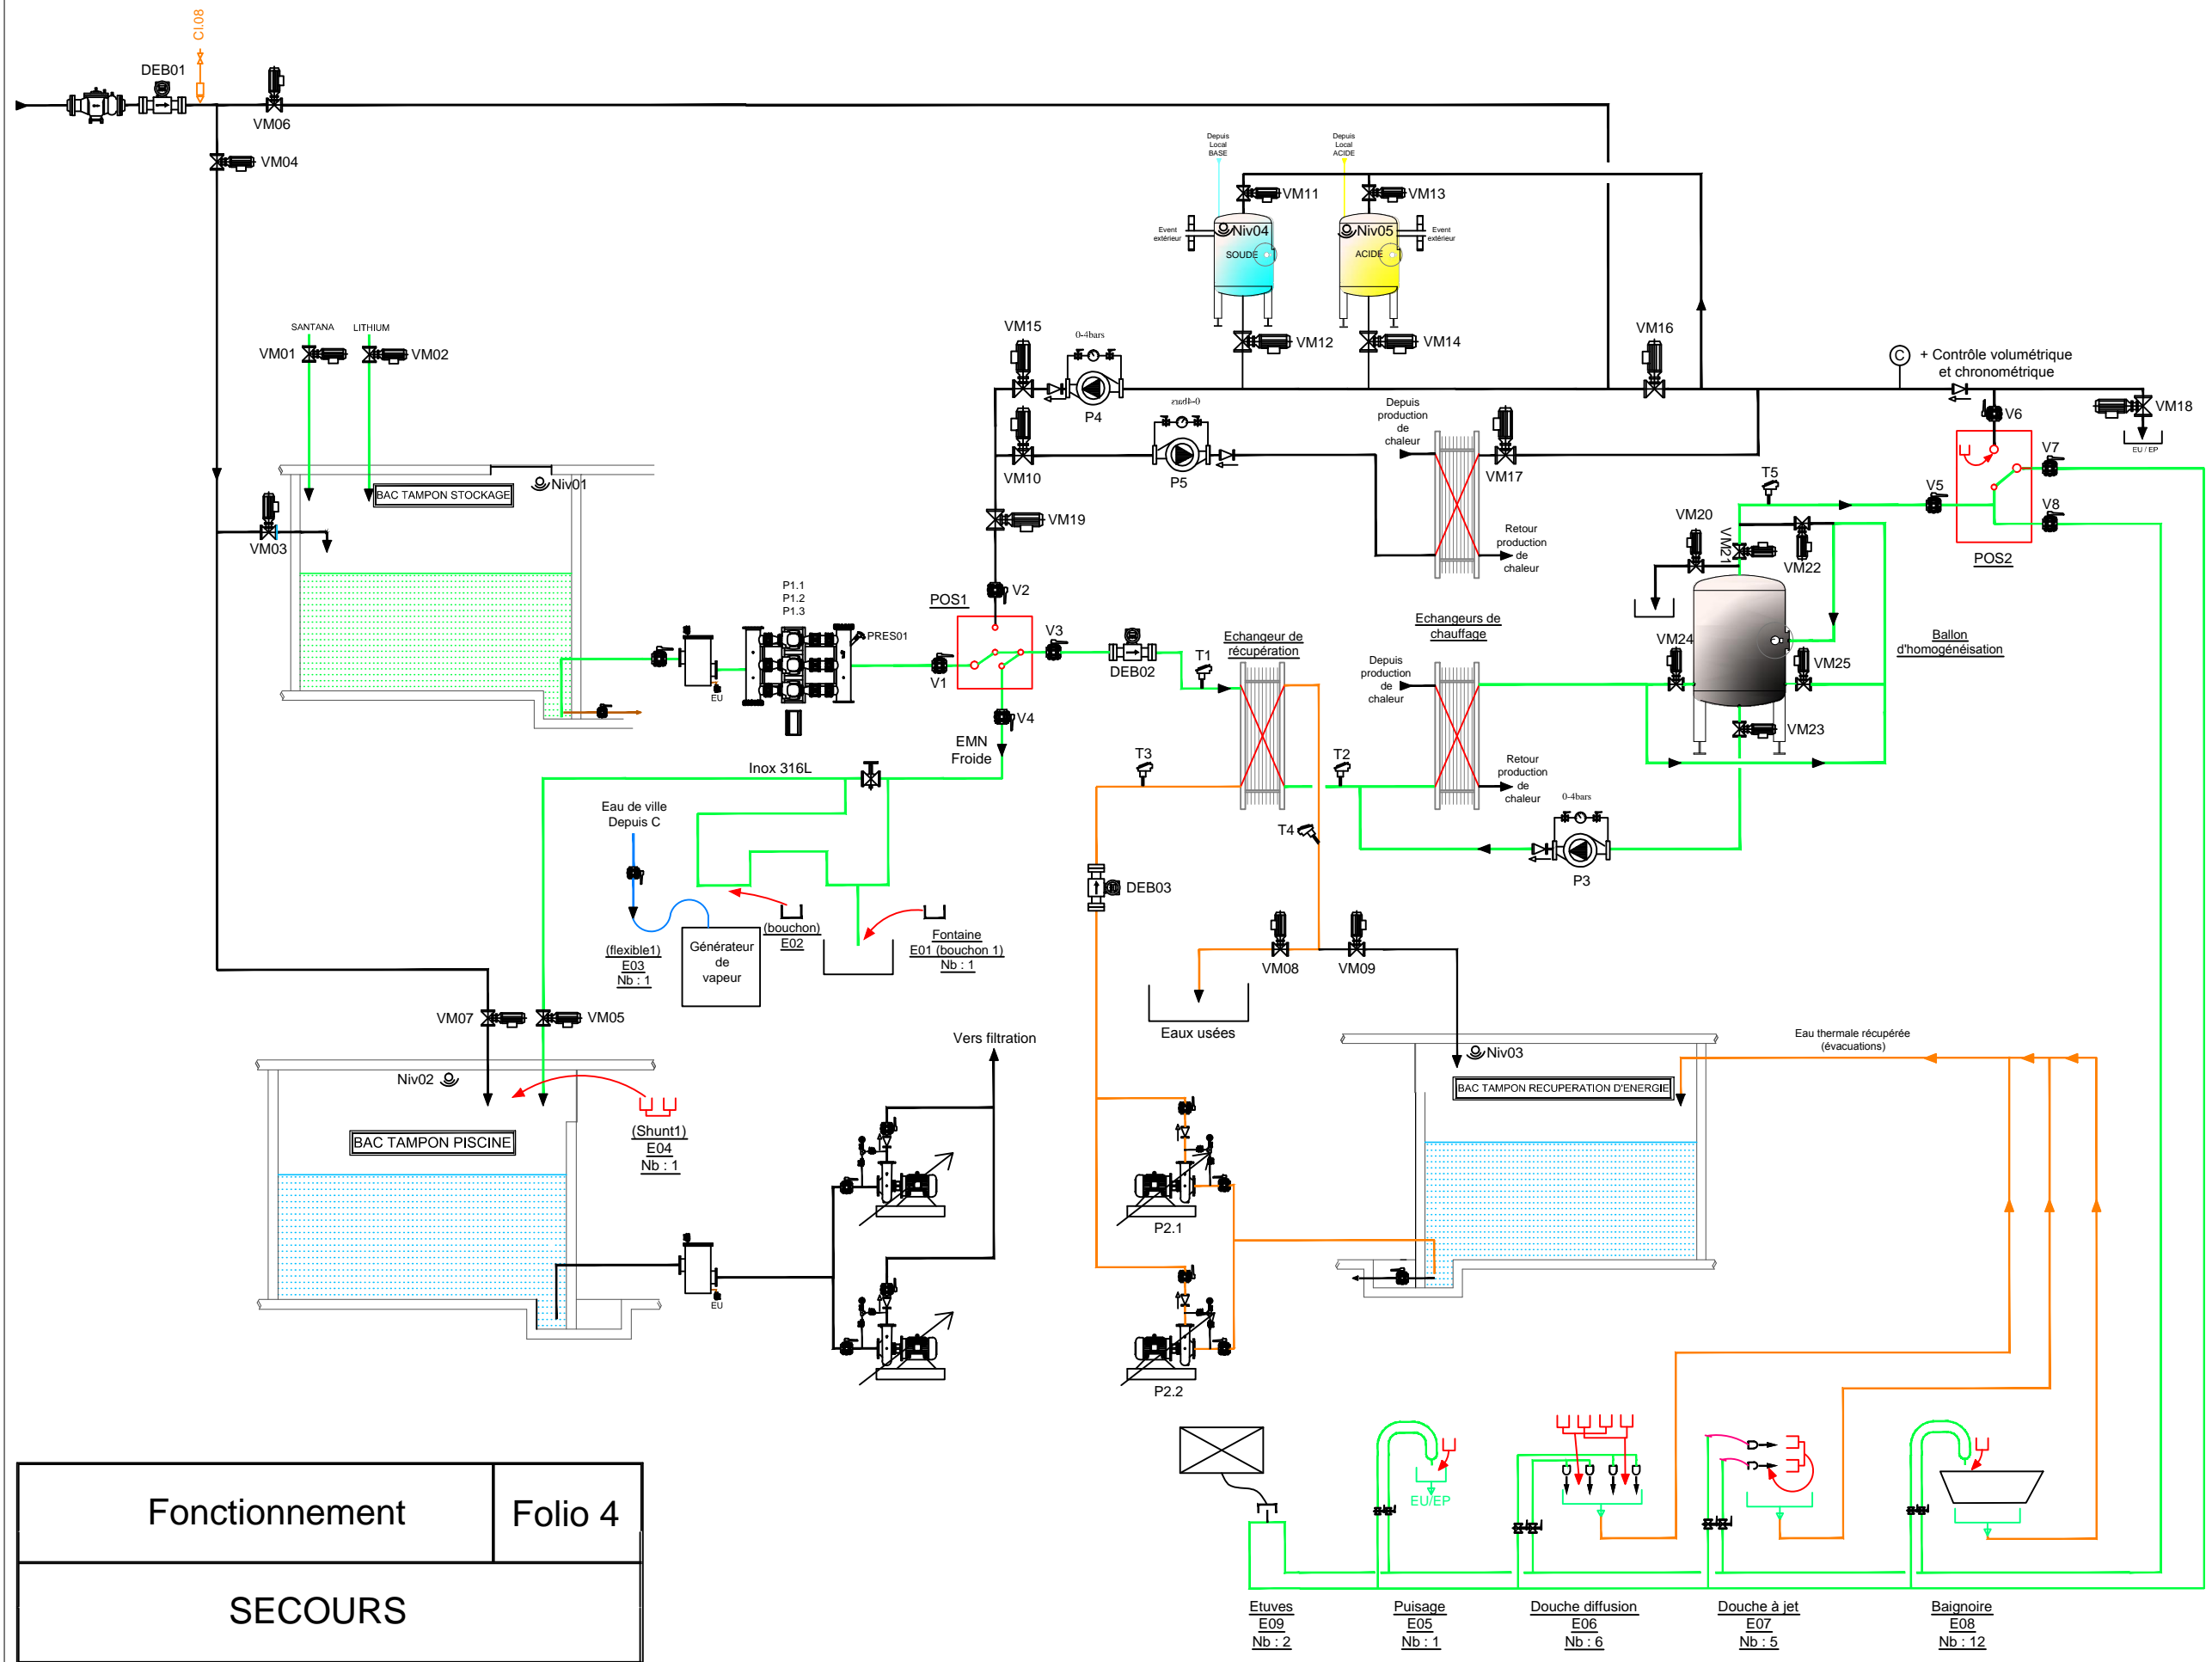 CI.08
DEB01
VM06
VM04
Depuis
Local
BASE
Depuis
Local
ACIDE
VM11
VM13
Event
extérieur
Niv04
SOUDE
Niv05
ACIDE
Event
extérieur
SANTANA
LITHIUM
VM01
VM02
VM15
0-4bars
VM12
VM14
VM16
C
+ Contrôle volumétrique
et chronométrique
P4
0-4bars
Depuis
production
de
chaleur
V6
VM18
EU / EP
VM10
P5
VM17
V7
Niv01
BAC TAMPON STOCKAGE
T5
V5
V8
VM19
VM20
VM21
VM22
VM03
Retour
production
de
chaleur
POS2
P1.1
P1.2
P1.3
V2
POS1
PRES01
V3
V1
DEB02
T1
Echangeur de
récupération
Echangeurs de
chauffage
VM24
Ballon
d'homogénéisation
VM25
Depuis
production
de
chaleur
EU
V4
EMN
Froide
VM23
Inox 316L
T3
T2
Retour
production
de
chaleur
0-4bars
Eau de ville
Depuis C
T4
P3
DEB03
(bouchon)
E02
Fontaine
E01 (bouchon 1)
Nb : 1
(flexible1)
E03
Nb : 1
Générateur
de
vapeur
VM08
VM09
VM07
VM05
Eaux usées
Vers filtration
Eau thermale récupérée
(évacuations)
Niv02
Niv03
BAC TAMPON RECUPERATION D'ENERGIE
(Shunt1)
E04
Nb : 1
BAC TAMPON PISCINE
P2.1
EU
P2.2
EU/EP
Fonctionnement
Folio 4
SECOURS
Etuves
E09
Nb : 2
Puisage
E05
Nb : 1
Douche diffusion
E06
Nb : 6
Douche à jet
E07
Nb : 5
Baignoire
E08
Nb : 12